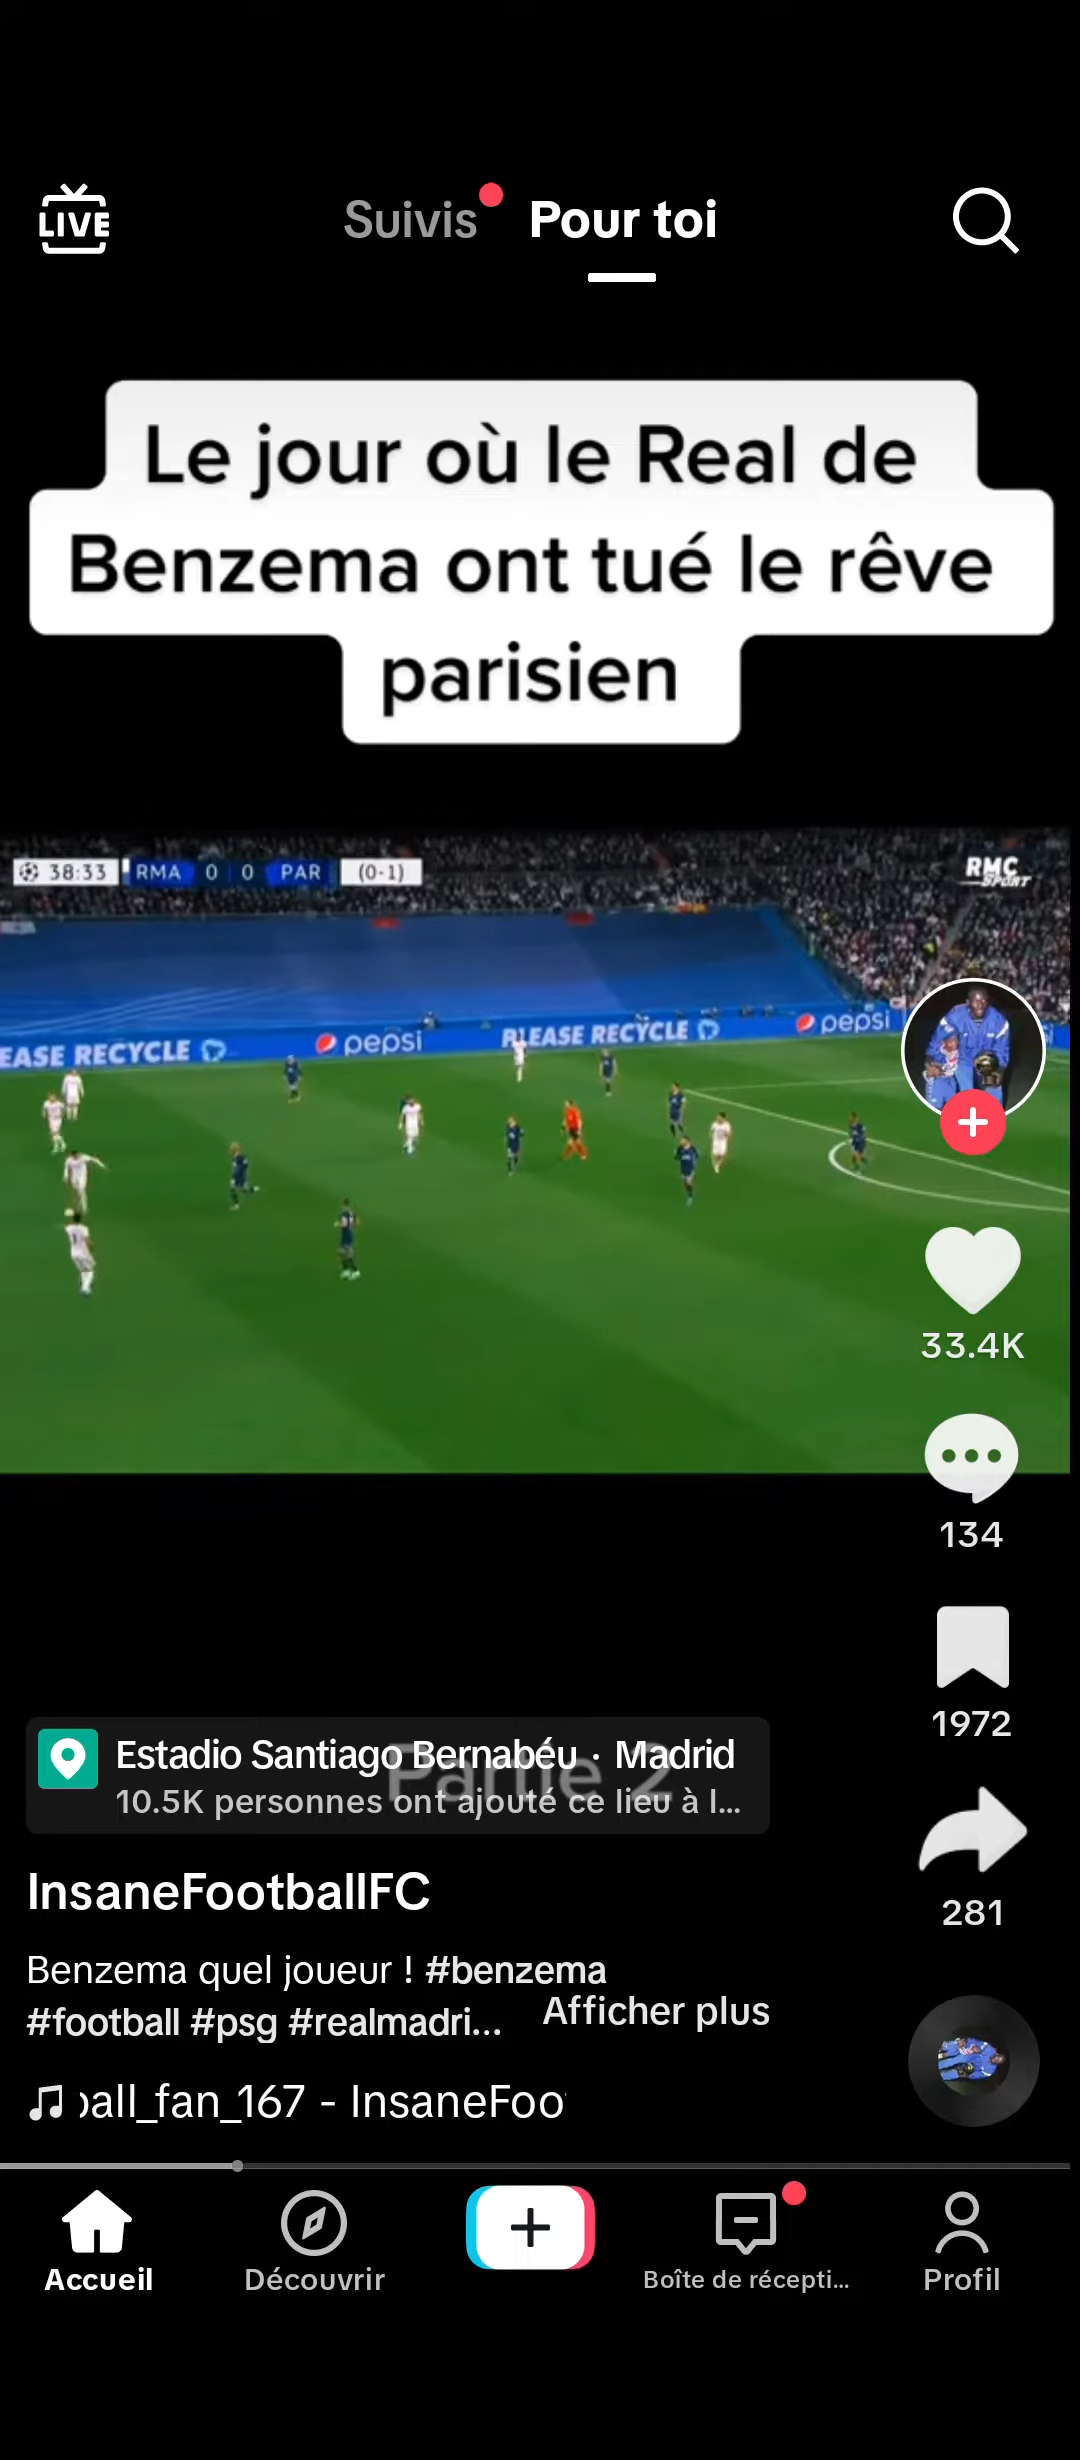 LIVE
Suivis
Pour toi
Le jour où le Real de
Benzema ont tué le rêve
parisien
38:33 RMA 0 0 PAR (0-1)
RMC
SPORT
EASE RECYCLE pepsi PLEASE RECYCLE pepsi
33.4K
134
1972
Partie 2
Estadio Santiago Bernabéu · Madrid
10.5K personnes ont ajouté ce lieu à l...
281
InsaneFootballFC
Benzema quel joueur ! #benzema
#football #psg #realmadri... Afficher plus
ball_fan_167 - InsaneFoo
Accueil
Découvrir
Boîte de récepti...
Profil